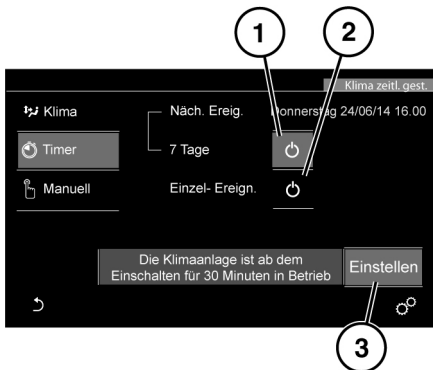 1
2
Klima zeitl. gest.
Klima
Näch. Ereig.
Donnerstag 24/06/14 16.00
Timer
7 Tage
Manuell
Einzel- Ereign.
Die Klimaanlage ist ab dem
Einschalten für 30 Minuten in Betrieb
Einstellen
3